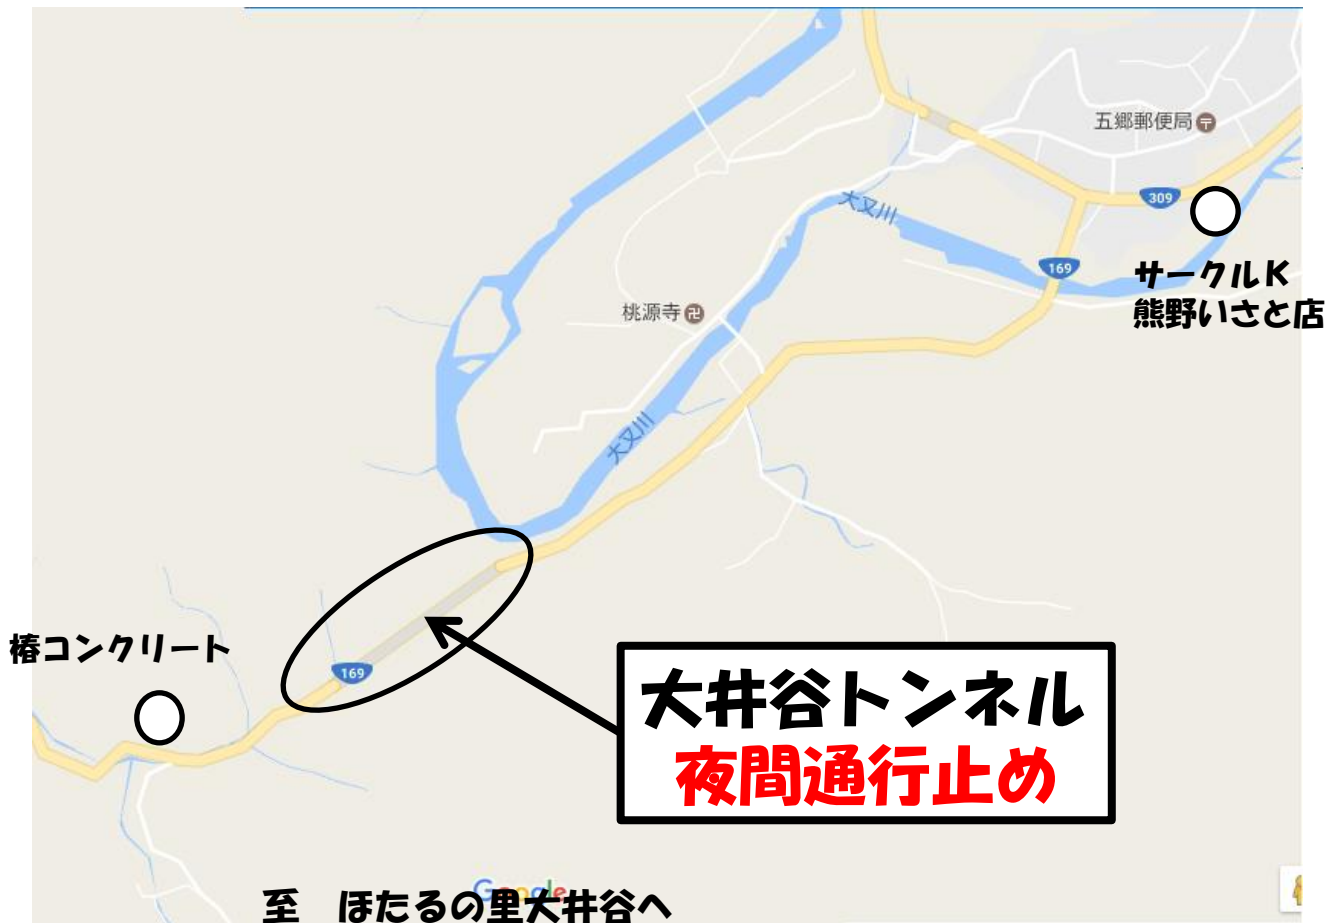 五郷郵便局
大又川
309
169
サークルK
熊野いさと店
桃源寺
大又川
椿コンクリート
169
大井谷トンネル
夜間通行止め
Google
至 ほたるの里大井谷へ